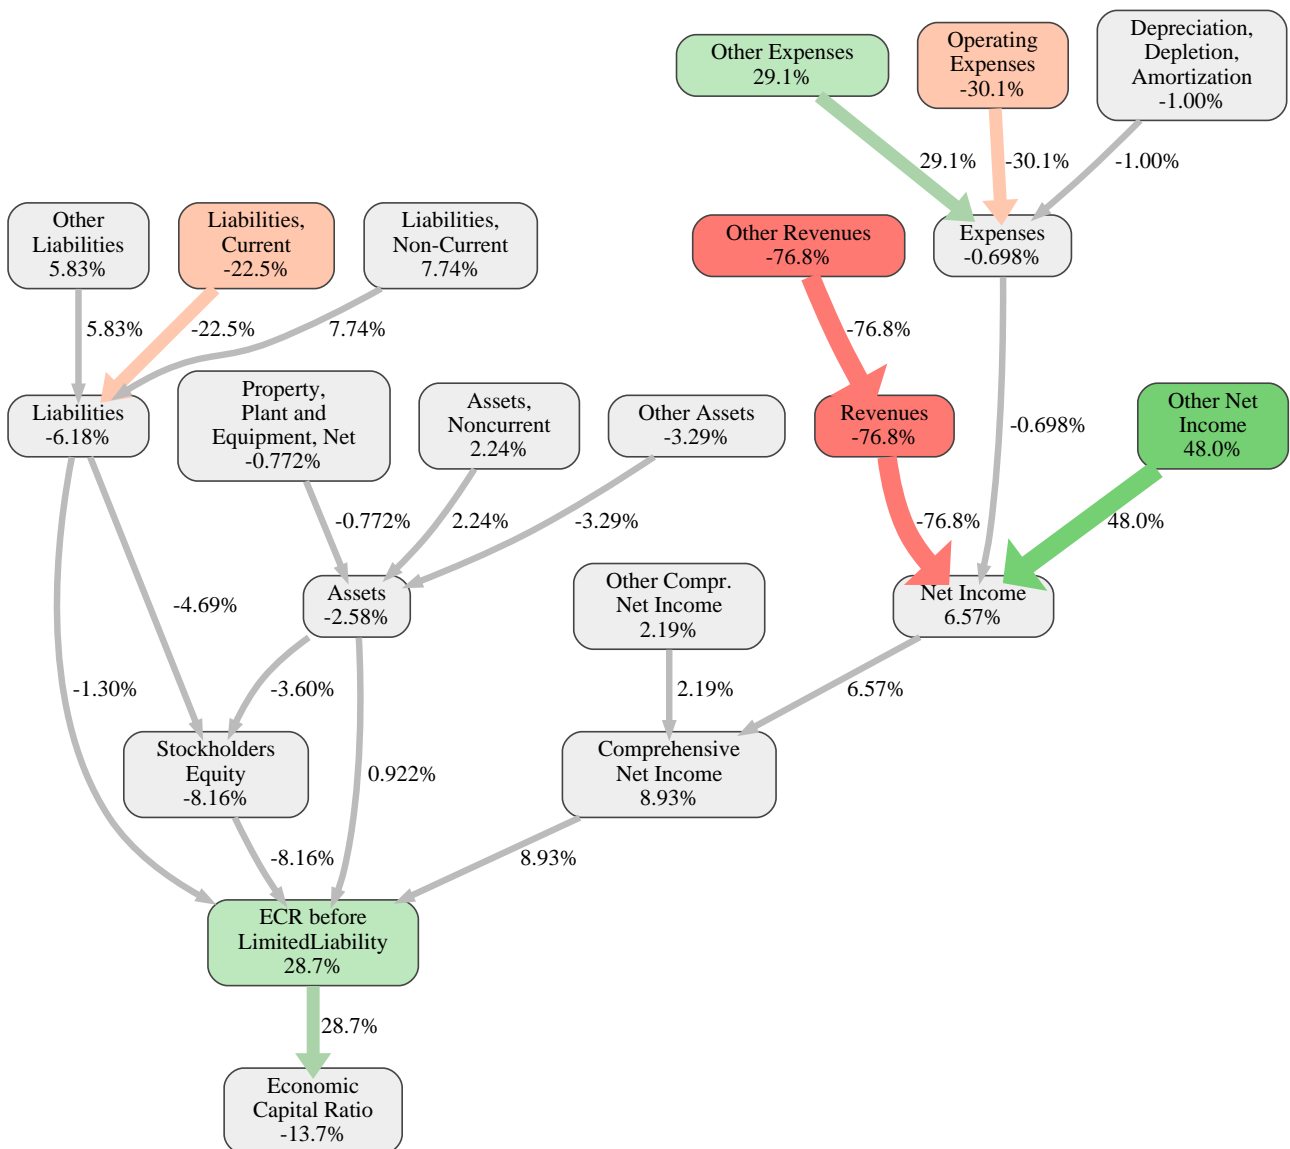 Other Expenses
29.1%
Operating
Expenses
-30.1%
Depreciation,
Depletion,
Amortization
-1.00%
29.1%
-30.1%
-1.00%
Other
Liabilities
5.83%
Liabilities,
Current
-22.5%
Liabilities,
Non-Current
7.74%
Other Revenues
-76.8%
Expenses
-0.698%
5.83%
-22.5%
7.74%
-76.8%
Liabilities
-6.18%
Property,
Plant and
Equipment, Net
-0.772%
Assets,
Noncurrent
2.24%
Other Assets
-3.29%
Revenues
-76.8%
-0.698%
Other Net
Income
48.0%
-0.772%
2.24%
-3.29%
-76.8%
48.0%
Assets
-2.58%
Other Compr.
Net Income
2.19%
Net Income
6.57%
-4.69%
-1.30%
-3.60%
2.19%
6.57%
Stockholders
Equity
-8.16%
0.922%
Comprehensive
Net Income
8.93%
-8.16%
8.93%
ECR before
LimitedLiability
28.7%
28.7%
Economic
Capital Ratio
-13.7%